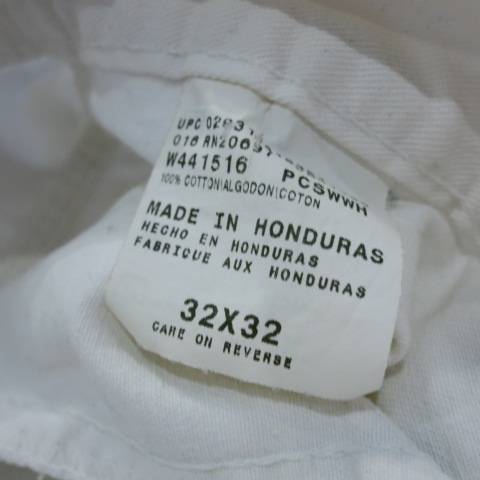 UPC
W441516 PCSWWH
100% COTTON|ALGODON|COTON
MADE IN HONDURAS
HECHO EN HONDURAS
FABRIQUE AUX HONDURAS
32X32
CARE ON REVERSE